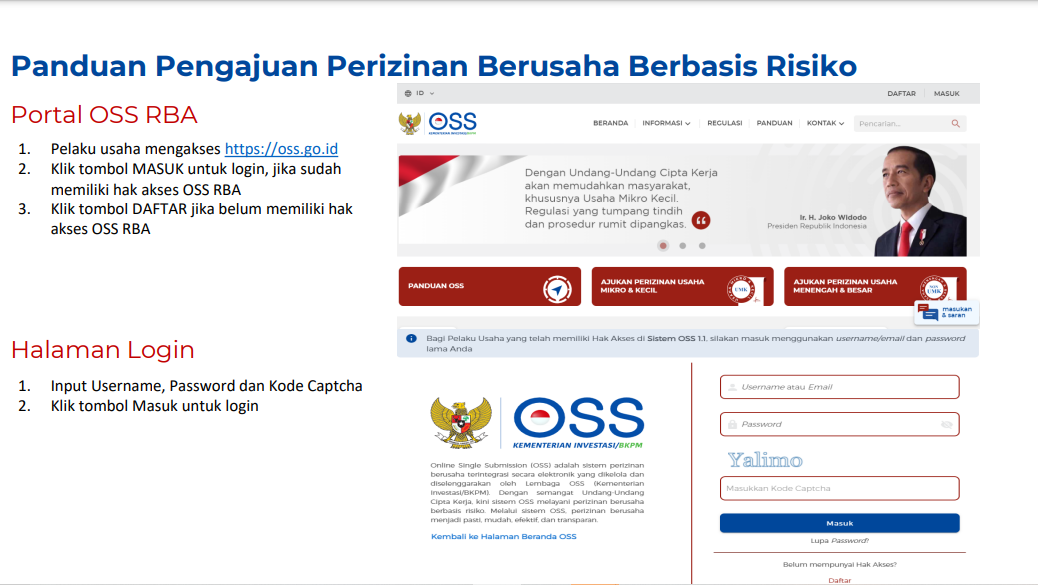 Panduan Pengajuan Perizinan Berusaha Berbasis Risiko
Portal OSS RBA
1. Pelaku usaha mengakses https://oss.go.id
2. Klik tombol MASUK untuk login, jika sudah
memiliki hak akses OSS RBA
3. Klik tombol DAFTAR jika belum memiliki hak
akses OSS RBA
ID
DAFTAR
MASUK
OSS
KEMENTERIAN INVESTASI/BKPM
BERANDA
INFORMASI
REGULASI
PANDUAN
KONTAK
Pencarian...
Dengan Undang-Undang Cipta Kerja
akan memudahkan masyarakat,
khususnya Usaha Mikro Kecil.
Regulasi yang tumpang tindih
dan prosedur rumit dipangkas.
Ir. H. Joko Widodo
Presiden Republik Indonesia
PANDUAN OSS
AJUKAN PERIZINAN USAHA
MIKRO & KECIL
UMK
AJUKAN PERIZINAN USAHA
MENENGAH & BESAR
NON
UMK
masukan
& saran
Halaman Login
1. Input Username, Password dan Kode Captcha
2. Klik tombol Masuk untuk login
Bagi Pelaku Usaha yang telah memiliki Hak Akses di Sistem OSS 1.1, silakan masuk menggunakan username/email dan password
lama Anda
OSS
KEMENTERIAN INVESTASI/BKPM
Online Single Submission (OSS) adalah sistem perizinan
berusaha terintegrasi secara elektronik yang dikelola dan
diselenggarakan oleh Lembaga OSS (Kementerian
Investasi/BKPM). Dengan semangat Undang-Undang
Cipta Kerja, kini sistem OSS melayani perizinan berusaha
berbasis risiko. Melalui sistem OSS, perizinan berusaha
menjadi pasti, mudah, efektif, dan transparan.
Kembali ke Halaman Beranda OSS
Username atau Email
Password
Yalimo
Masukkan Kode Captcha
Masuk
Lupa Password?
Belum mempunyai Hak Akses?
Daftar